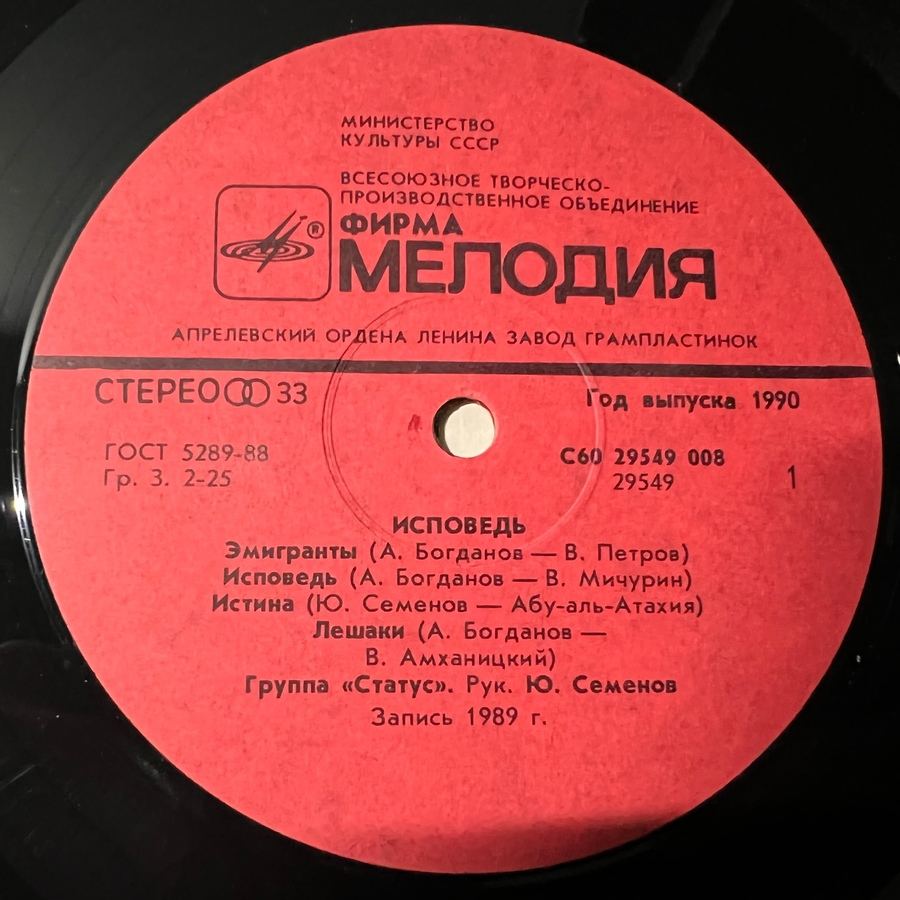 МИНИСТЕРСТВО
КУЛЬТУРЫ СССР
ВСЕСОЮЗНОЕ ТВОРЧЕСКО-
ПРОИЗВОДСТВЕННОЕ ОБЪЕДИНЕНИЕ
ФИРМА
®
МЕЛОДИЯ
АПРЕЛЕВСКИЙ ОРДЕНА ЛЕНИНА ЗАВОД ГРАМПЛАСТИНОК
СТЕРЕО 33
Год выпуска 1990
ГОСТ 5289-88
Гр. 3. 2-25
С60 29549 008
29549
1
ИСПОВЕДЬ
Эмигранты (А. Богданов — В. Петров)
Исповедь (А. Богданов — В. Мичурин)
Истина (Ю. Семенов — Абу-аль-Атахия)
Лешаки (А. Богданов —
В. Амханицкий)
Группа «Статус». Рук. Ю. Семенов
Запись 1989 г.